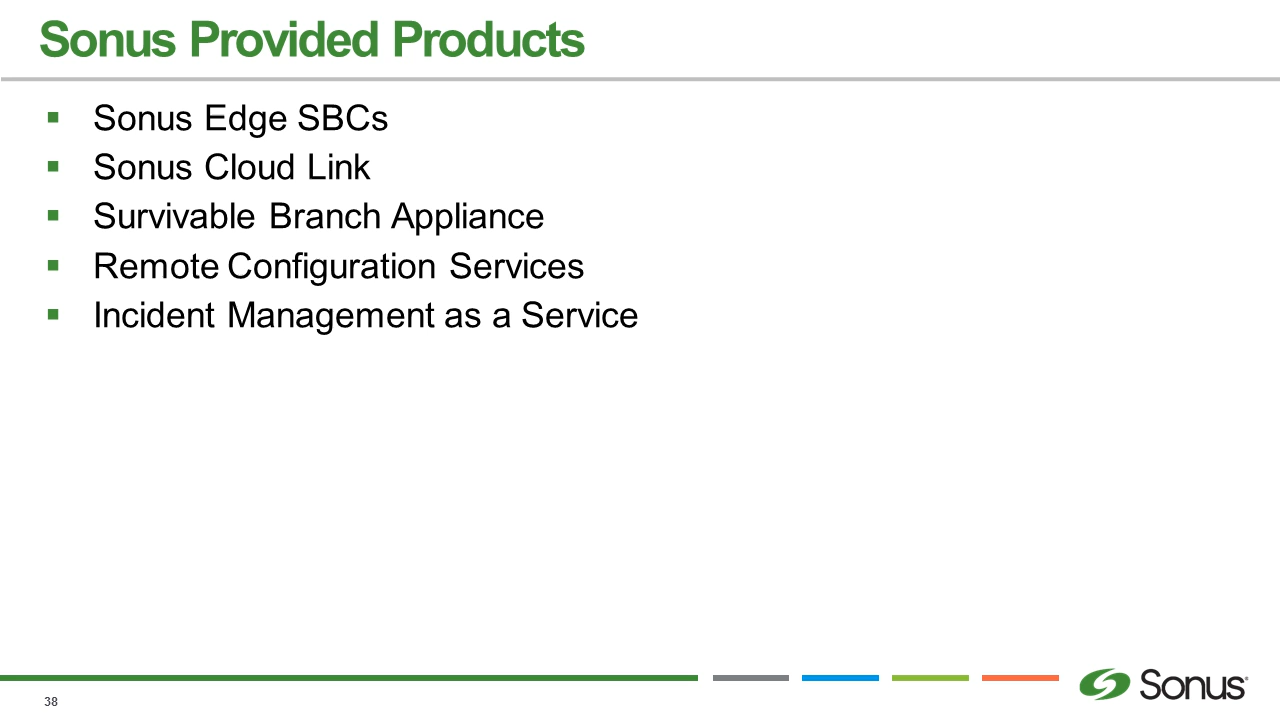 Sonus Provided Products
▪ Sonus Edge SBCs
▪ Sonus Cloud Link
▪ Survivable Branch Appliance
▪ Remote Configuration Services
▪ Incident Management as a Service
38
Sonus